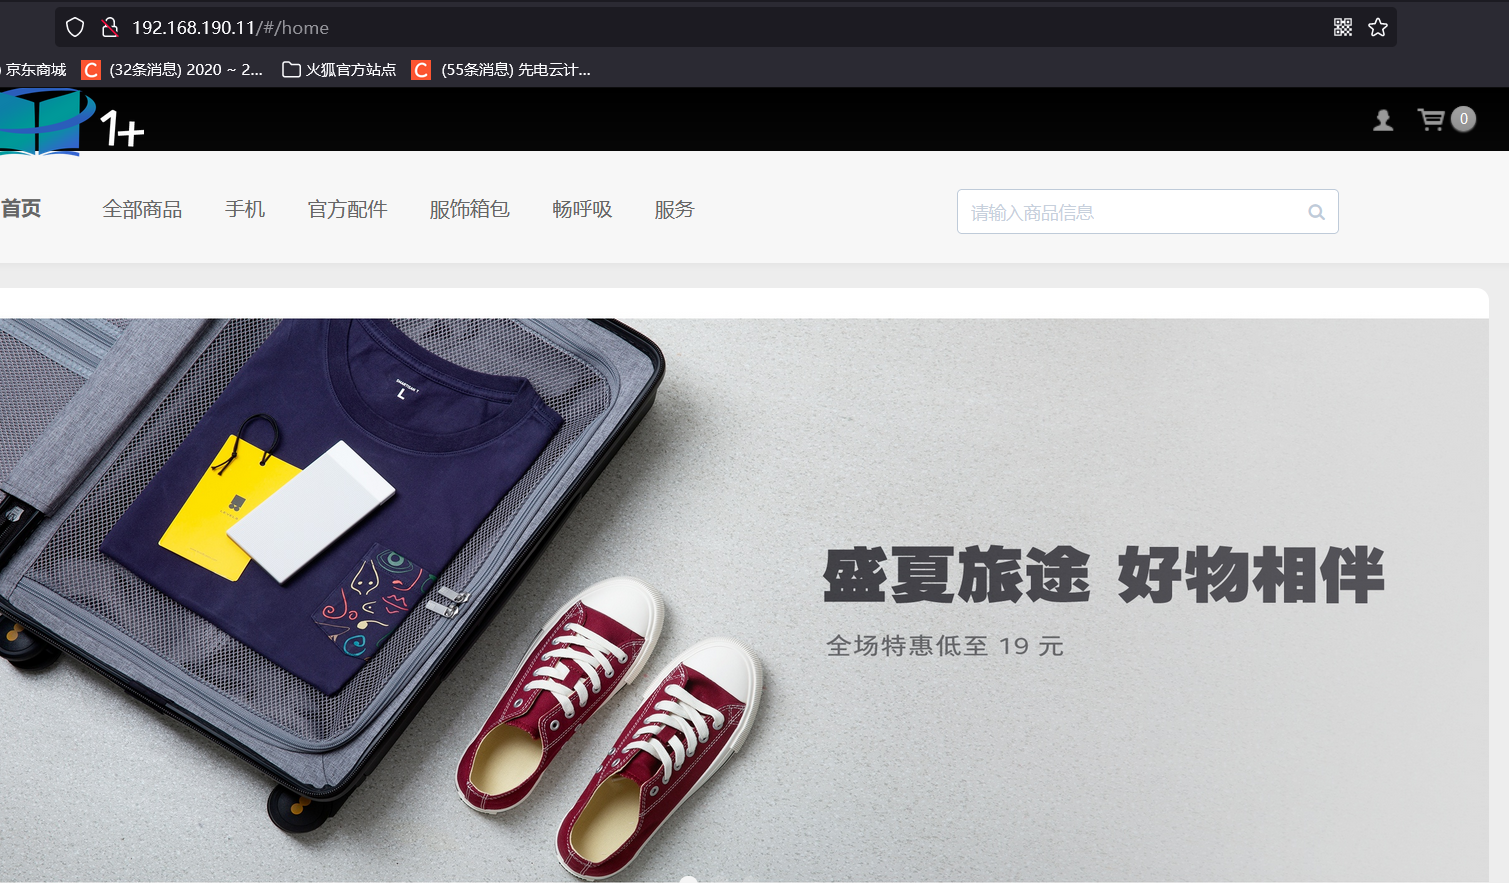 192.168.190.11/#/home
京东商城 (32条消息) 2020 ~ 2... 火狐官方站点 (55条消息) 先电云计...
1+ 0
首页 全部商品 手机 官方配件 服饰箱包 畅呼吸 服务 请输入商品信息
L
盛夏旅途 好物相伴
全场特惠低至 19 元